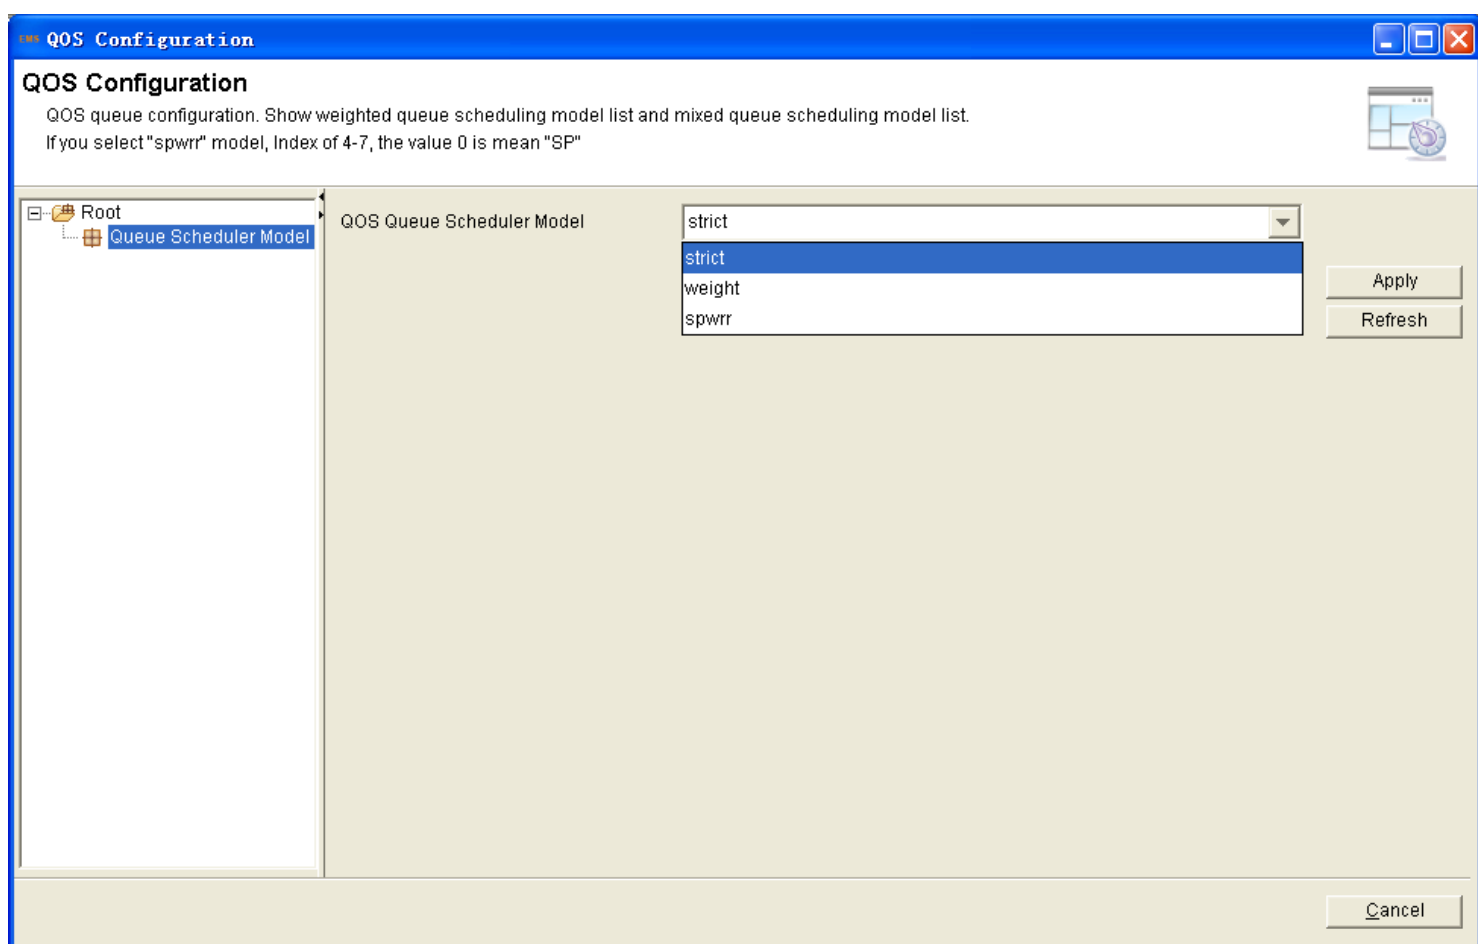 EMS QOS Configuration
QOS Configuration
QOS queue configuration. Show weighted queue scheduling model list and mixed queue scheduling model list.
If you select "spwrr" model, Index of 4-7, the value 0 is mean "SP"
Root
Queue Scheduler Model
QOS Queue Scheduler Model
strict
strict
weight
spwrr
Apply
Refresh
Cancel